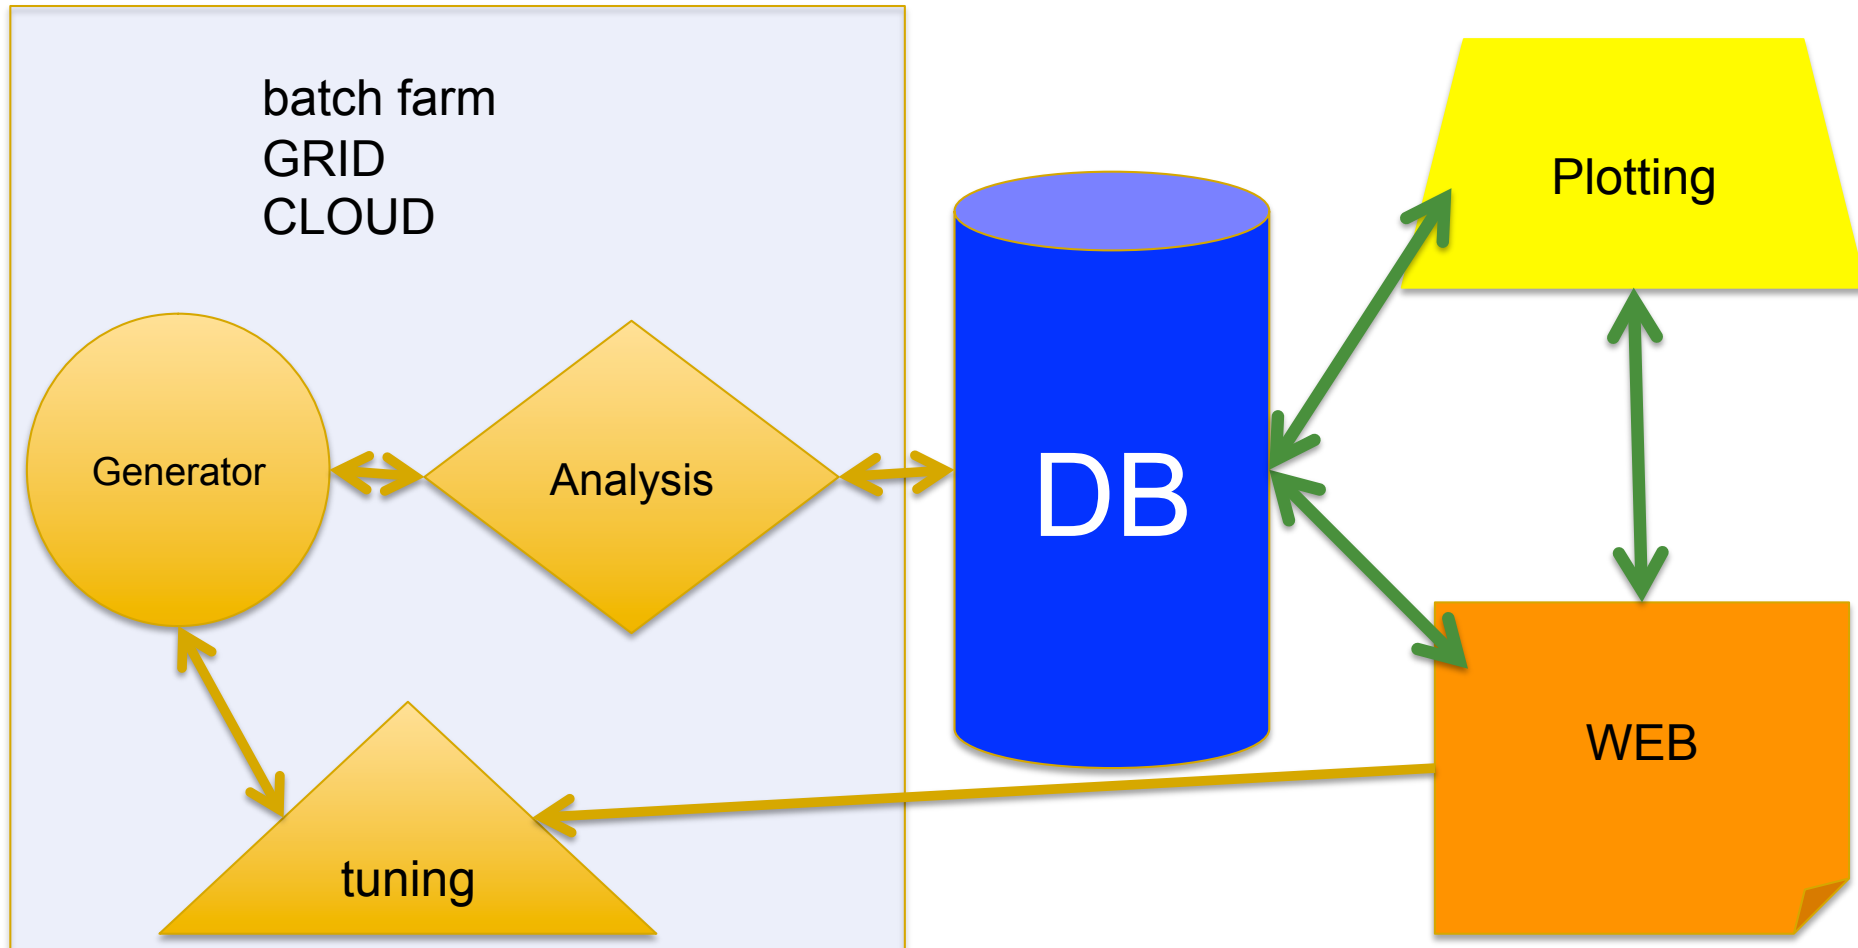 batch farm
GRID
CLOUD
Plotting
Generator
Analysis
DB
WEB
tuning